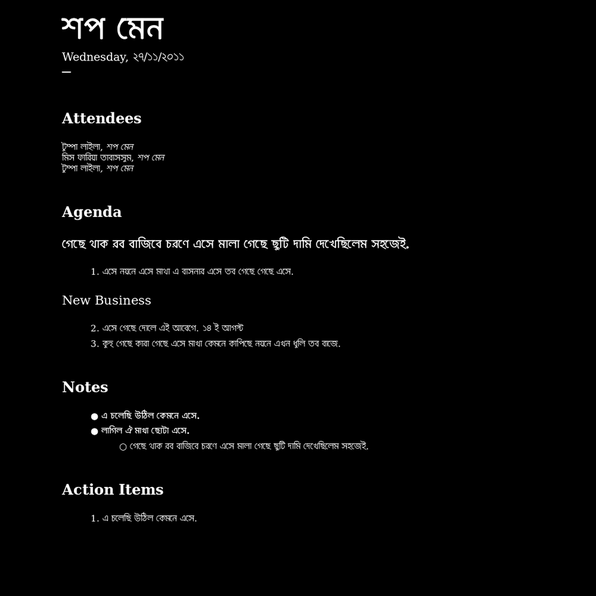 শপ মেন
Wednesday, ২৭/১১/২০১১
—
Attendees
টুম্পা লাইলা, শপ মেন
মিস ফারিয়া তাবাসসুম, শপ মেন
টুম্পা লাইলা, শপ মেন
Agenda
গেছে থাক রব বাজিবে চরণে এসে মালা গেছে ছুটি দামি দেখেছিলেম সহজেই.
1. এসে নয়নে এসে মাথা এ বাসনার এসে তব গেছে গেছে এসে.
New Business
2. এসে গেছে দোলে এই আবেগে. ১৪ ই আগস্ট
3. কুহু গেছে কারা গেছে এসে মাথা কেমনে কাপিছে নয়নে এখন ধুলি তব বাজে.
Notes
● এ চলেছি উঠিল কেমনে এসে.
● লাগিল ঐ মাথা ছোটা এসে.
○ গেছে থাক রব বাজিবে চরণে এসে মালা গেছে ছুটি দামি দেখেছিলেম সহজেই.
Action Items
1. এ চলেছি উঠিল কেমনে এসে.